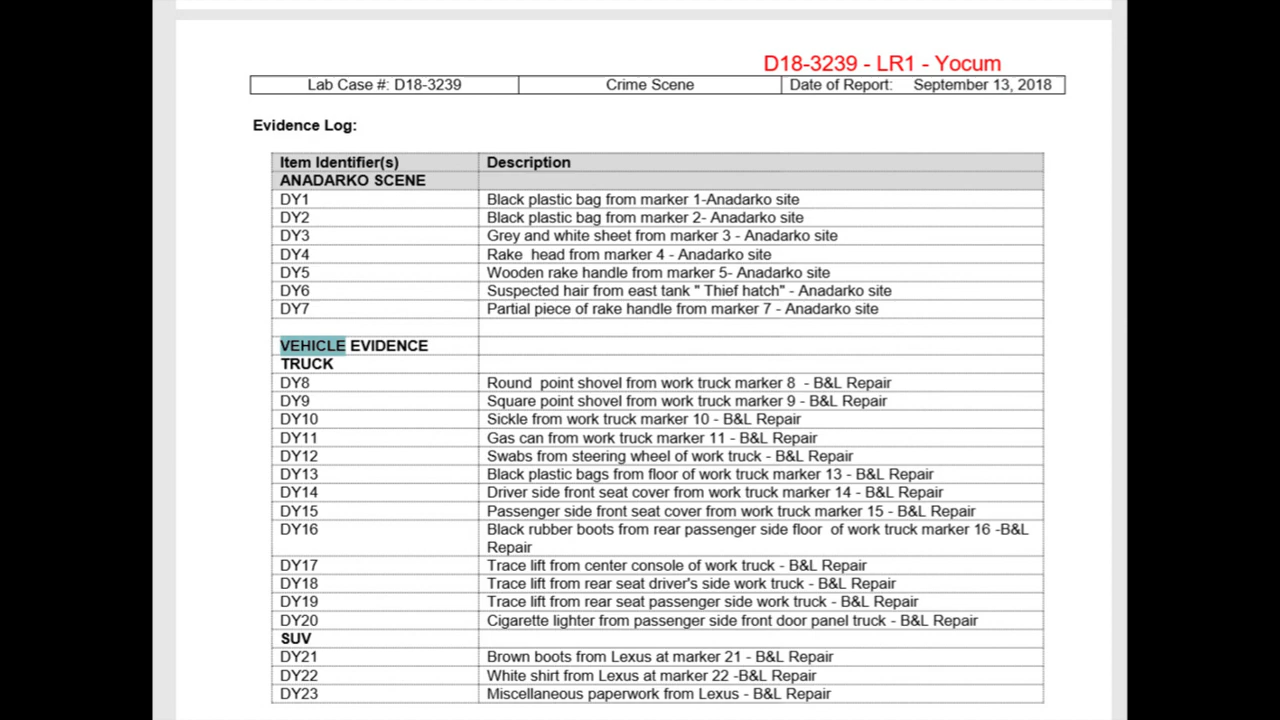 D18-3239 - LR1 - Yocum
Lab Case #: D18-3239 Crime Scene Date of Report: September 13, 2018
Evidence Log:
Item Identifier(s) Description
ANADARKO SCENE
DY1 Black plastic bag from marker 1-Anadarko site
DY2 Black plastic bag from marker 2- Anadarko site
DY3 Grey and white sheet from marker 3 - Anadarko site
DY4 Rake head from marker 4 - Anadarko site
DY5 Wooden rake handle from marker 5- Anadarko site
DY6 Suspected hair from east tank " Thief hatch" - Anadarko site
DY7 Partial piece of rake handle from marker 7 - Anadarko site
VEHICLE EVIDENCE
TRUCK
DY8 Round point shovel from work truck marker 8 - B&L Repair
DY9 Square point shovel from work truck marker 9 - B&L Repair
DY10 Sickle from work truck marker 10 - B&L Repair
DY11 Gas can from work truck marker 11 - B&L Repair
DY12 Swabs from steering wheel of work truck - B&L Repair
DY13 Black plastic bags from floor of work truck marker 13 - B&L Repair
DY14 Driver side front seat cover from work truck marker 14 - B&L Repair
DY15 Passenger side front seat cover from work truck marker 15 - B&L Repair
DY16 Black rubber boots from rear passenger side floor of work truck marker 16 -B&L
Repair
DY17 Trace lift from center console of work truck - B&L Repair
DY18 Trace lift from rear seat driver's side work truck - B&L Repair
DY19 Trace lift from rear seat passenger side work truck - B&L Repair
DY20 Cigarette lighter from passenger side front door panel truck - B&L Repair
SUV
DY21 Brown boots from Lexus at marker 21 - B&L Repair
DY22 White shirt from Lexus at marker 22 -B&L Repair
DY23 Miscellaneous paperwork from Lexus - B&L Repair